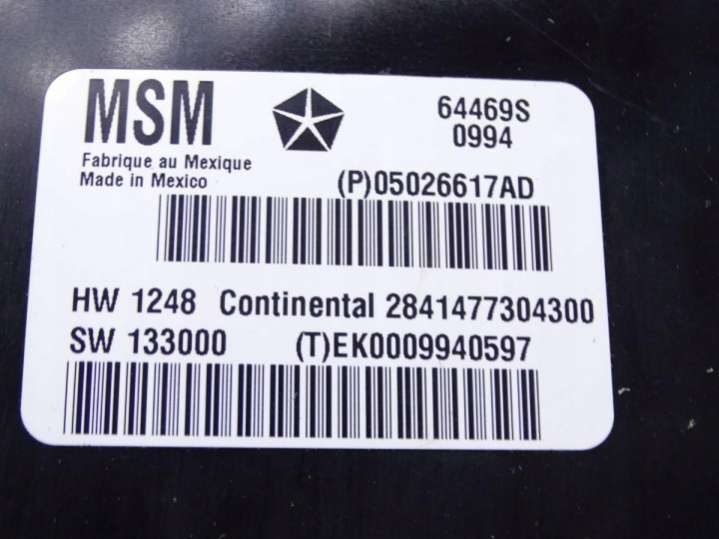 MSM
64469S
0994
Fabrique au Mexique
Made in Mexico
(P)05026617AD
HW 1248 Continental 2841477304300
SW 133000 (T)EK0009940597